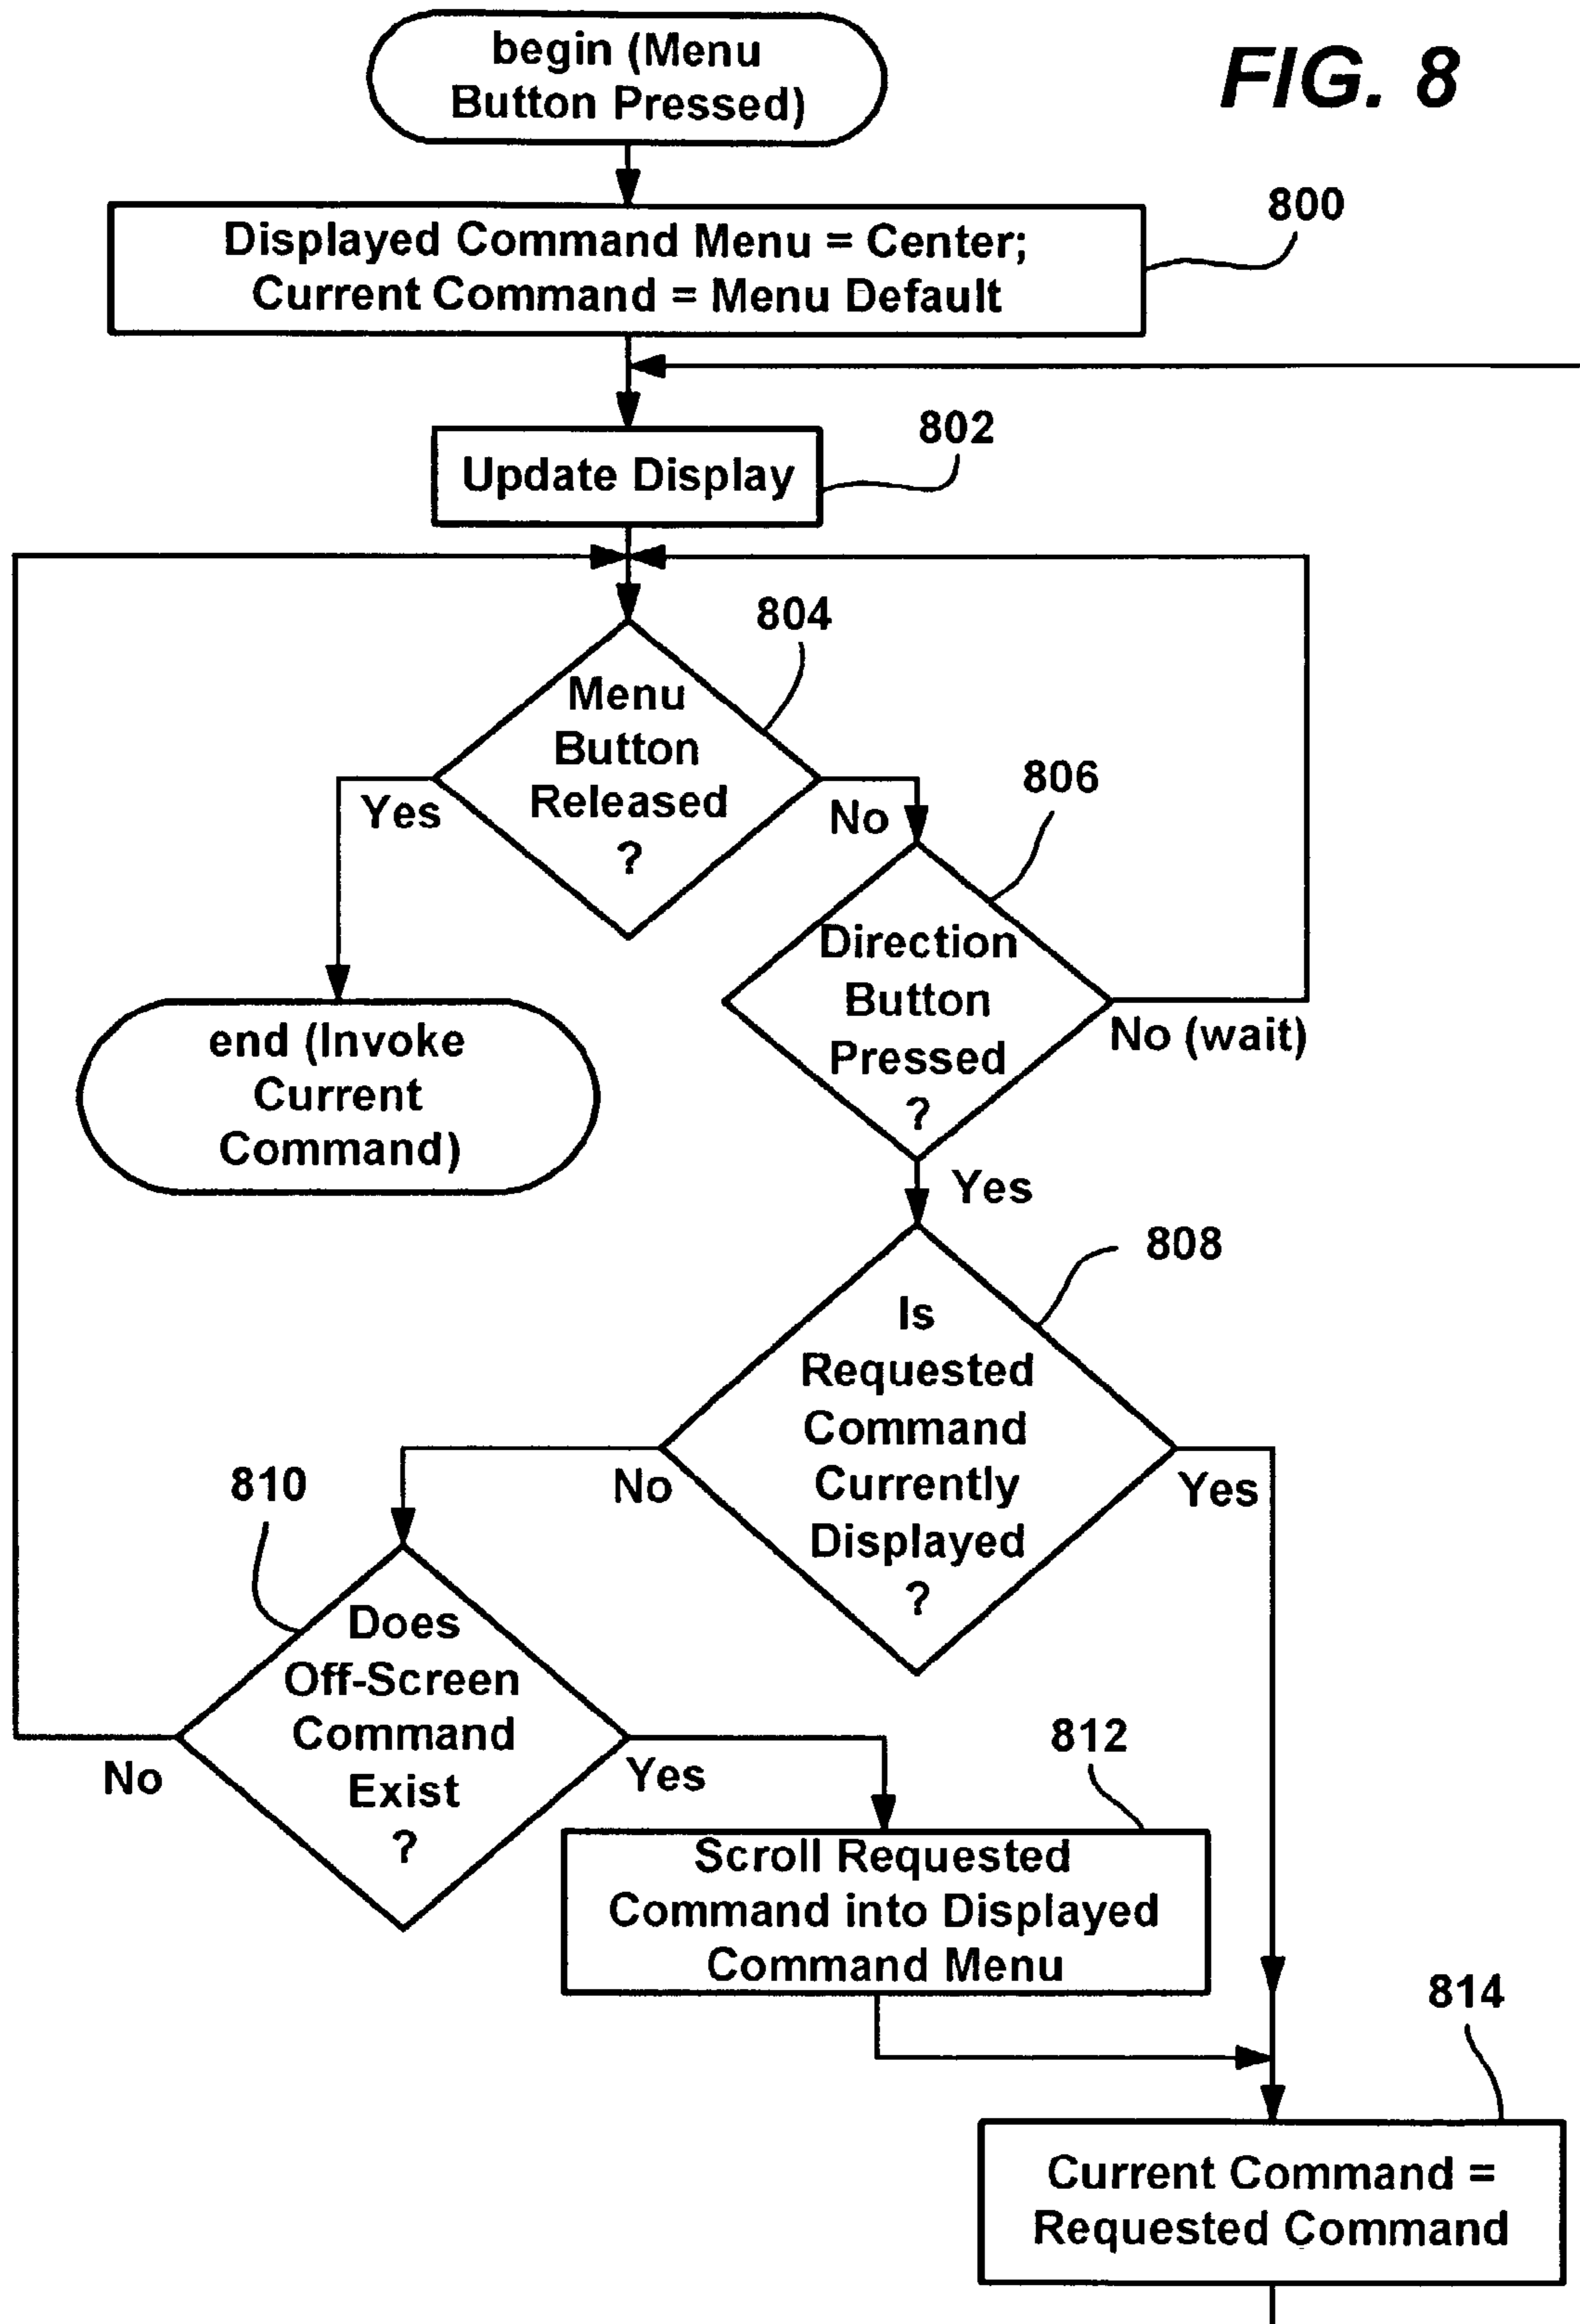 begin (Menu
Button Pressed)
FIG. 8
800
Displayed Command Menu = Center;
Current Command = Menu Default
802
Update Display
804
Menu
Button
Released
?
Yes
No
806
Direction
Button
Pressed
?
No (wait)
end (Invoke
Current
Command)
Yes
808
Is
Requested
Command
Currently
Displayed
?
No
Yes
810
Does
Off-Screen
Command
Exist
?
No
Yes
812
Scroll Requested
Command into Displayed
Command Menu
814
Current Command =
Requested Command